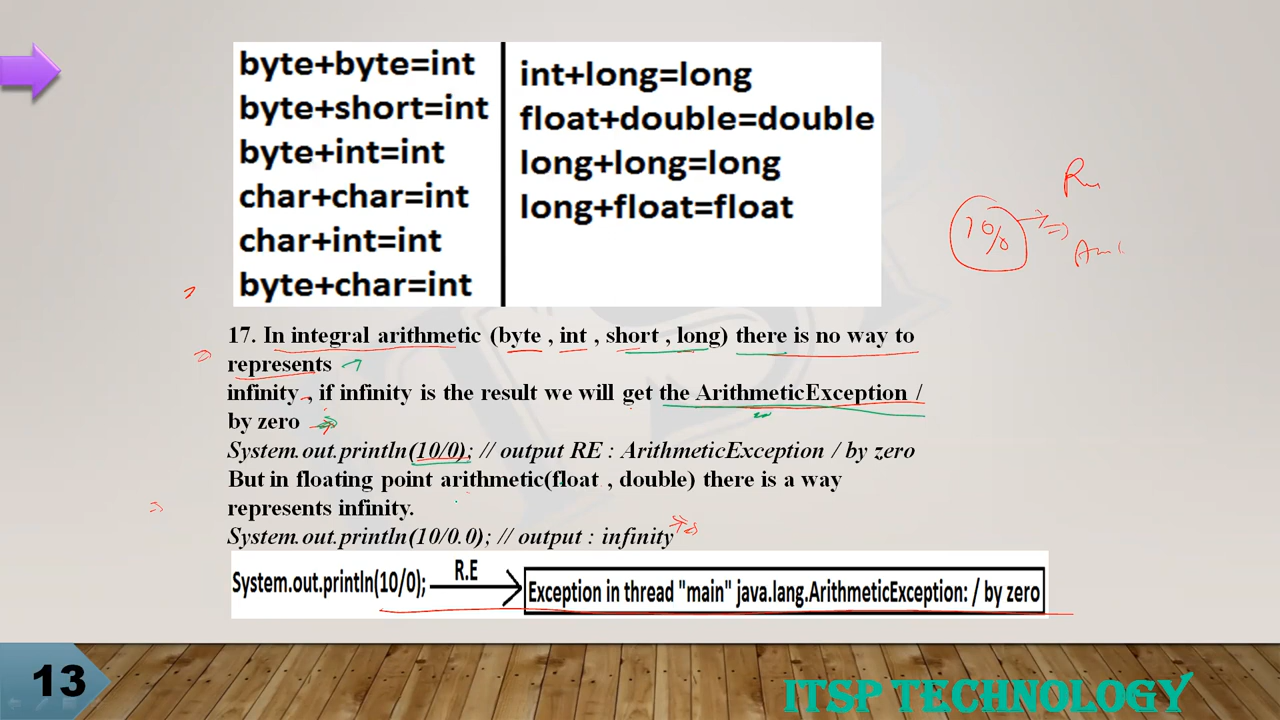 byte+byte=int
byte+short=int
byte+int=int
char+char=int
char+int=int
byte+char=int
int+long=long
float+double=double
long+long=long
long+float=float
10/0
17. In integral arithmetic (byte , int , short , long) there is no way to
represents
infinity , if infinity is the result we will get the ArithmeticException /
by zero
System.out.println(10/0); // output RE : ArithmeticException / by zero
But in floating point arithmetic(float , double) there is a way
represents infinity.
System.out.println(10/0.0); // output : infinity
System.out.println(10/0); R.E Exception in thread "main" java.lang.ArithmeticException: / by zero
13
ITSP TECHNOLOGY